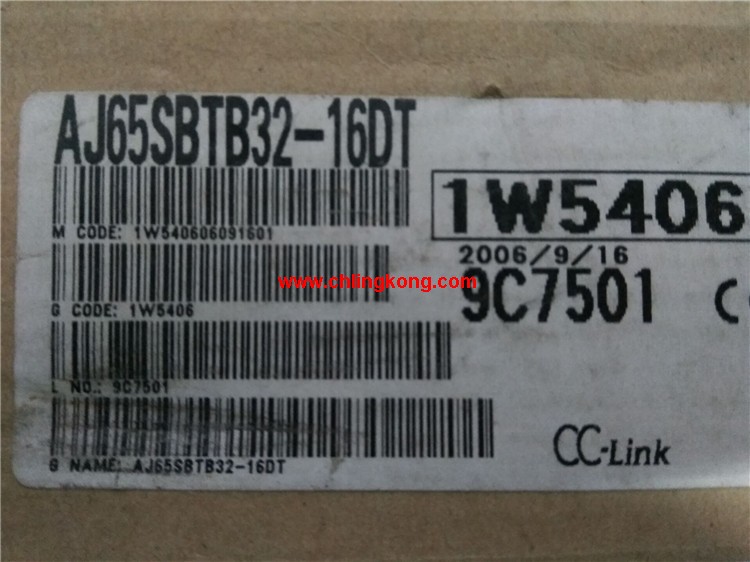 AJ65SBTB32-16DT
M CODE: 1W540606091601
1W5406
2006/9/16
www.chlingkong.com
G CODE: 1W5406
9C7501 C
L NO.: 9C7501
G NAME: AJ65SBTB32-16DT
CC-Link